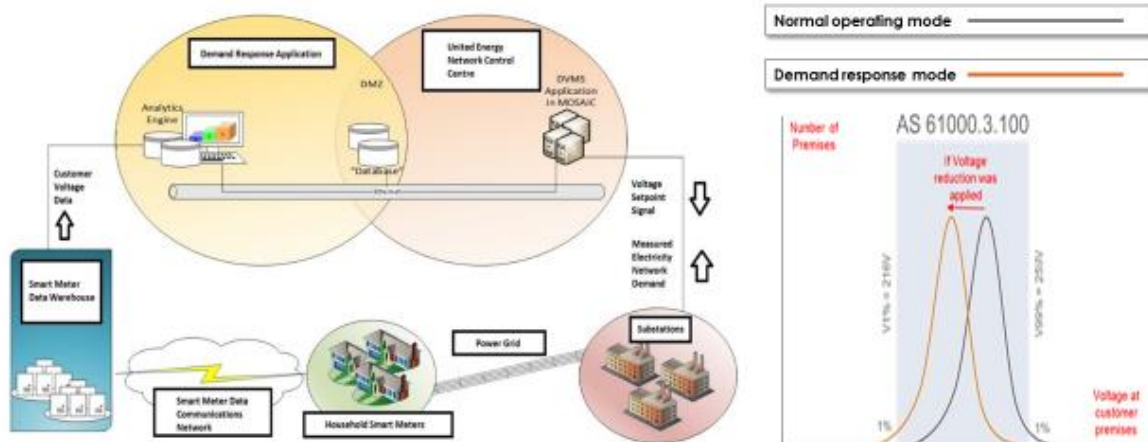 Demand Response Application
United Energy
Network Control
Centre
DMZ
DVMS
Application
In MOSAIC
Analytics
Engine
"Database"
Customer
Voltage
Data
Voltage
Setpoint
Signal
Measured
Electricity
Network
Demand
Smart Meter
Data Warehouse
Substations
Power Grid
Smart Meter Data
Communications
Network
Household Smart Meters
Normal operating mode
Demand response mode
Number of
Premises
AS 61000.3.100
If Voltage
reduction was
applied
V1% = 216V
V99% = 253V
1%
1%
Voltage at
customer
premises